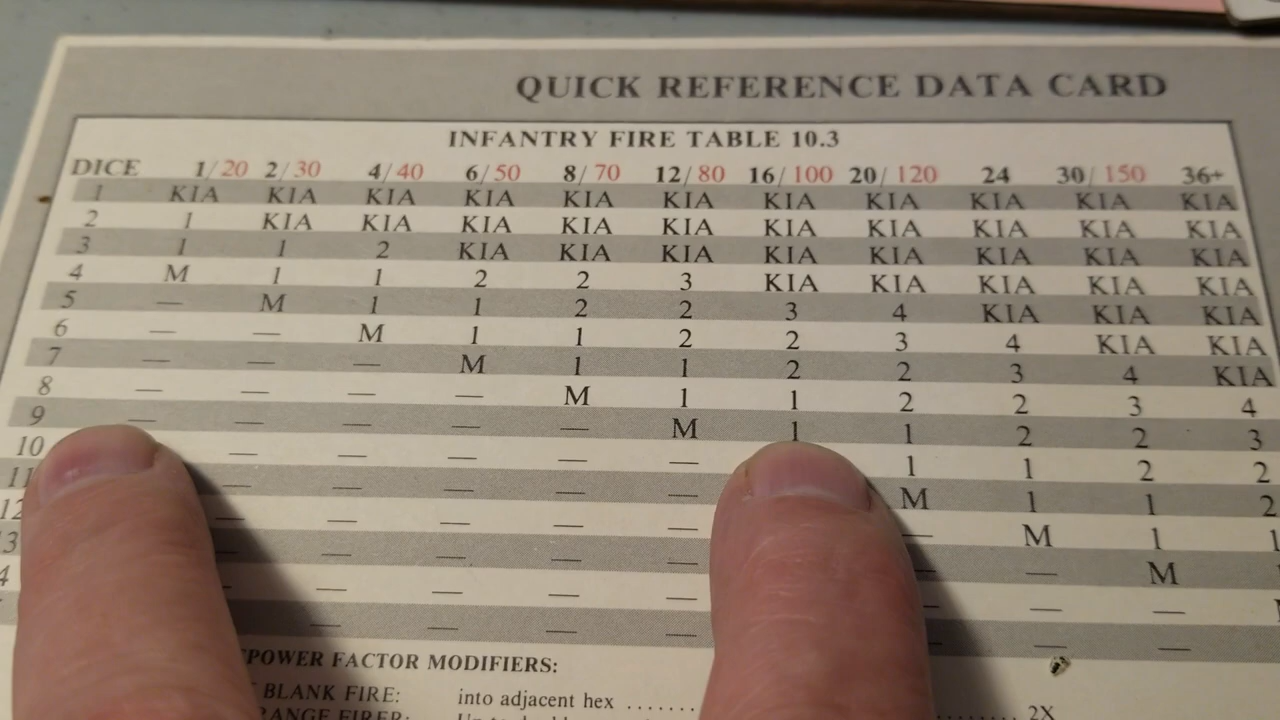 QUICK REFERENCE DATA CARD
INFANTRY FIRE TABLE 10.3
DICE 1/20 2/30 4/40 6/50 8/70 12/80 16/100 20/120 24 30/150 36+
1 KIA KIA KIA KIA KIA KIA KIA KIA KIA KIA KIA
2 1 KIA KIA KIA KIA KIA KIA KIA KIA KIA KIA
3 1 1 2 KIA KIA KIA KIA KIA KIA KIA KIA
4 M 1 1 2 2 3 KIA KIA KIA KIA KIA
5 — M 1 1 2 2 3 4 KIA KIA KIA
6 — — M 1 1 2 2 3 4 KIA KIA
7 — — — M 1 1 2 2 3 4 KIA
8 — — — — M 1 1 2 2 3 4
9 — — — — — M 1 1 2 2 3
10 — — — — — 1 1 2 2
11 — — — — — M 1 1 2
12 — — — — — — M 1 1
3 — — — — — — — M
4 — — — — — — —
— — — — — — —
POWER FACTOR MODIFIERS:
BLANK FIRE: into adjacent hex ........ 2X